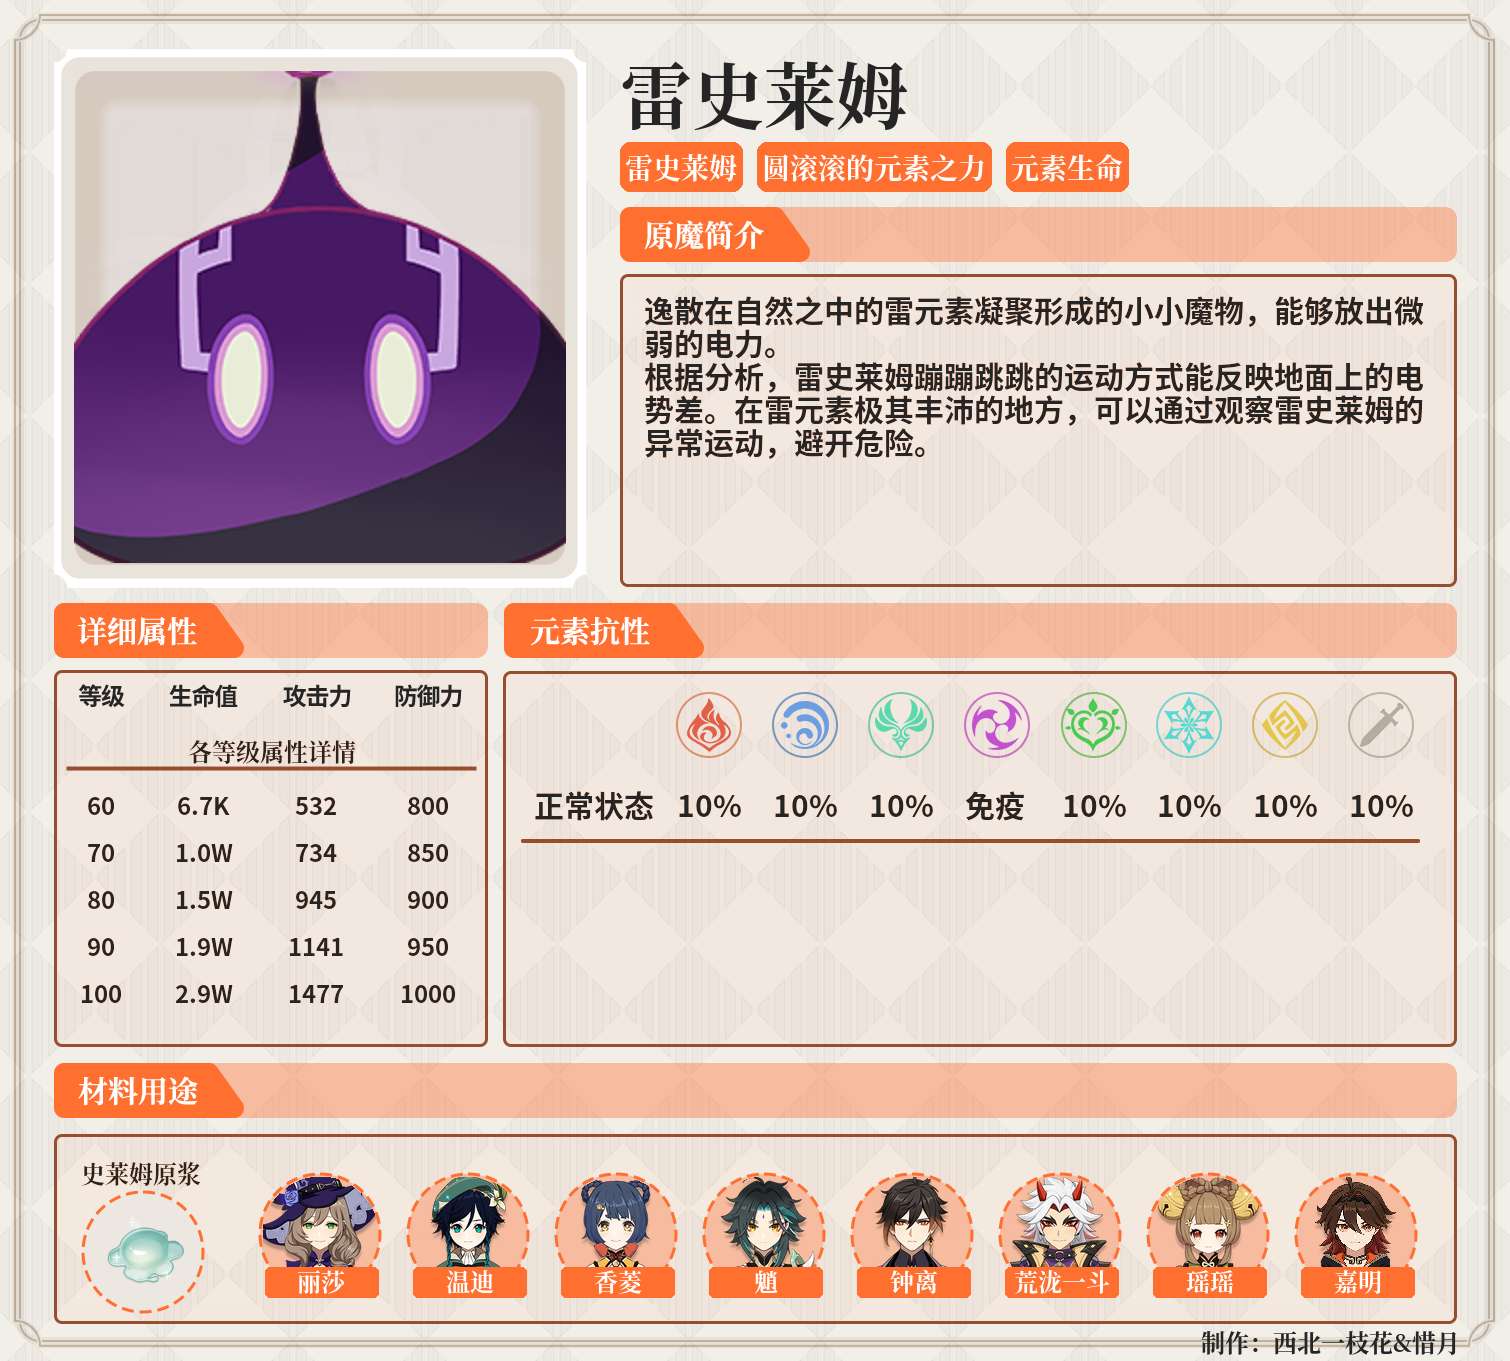 雷史莱姆
雷史莱姆 圆滚滚的元素之力 元素生命
原魔简介
逸散在自然之中的雷元素凝聚形成的小小魔物，能够放出微
弱的电力。
根据分析，雷史莱姆蹦蹦跳跳的运动方式能反映地面上的电
势差。在雷元素极其丰沛的地方，可以通过观察雷史莱姆的
异常运动，避开危险。
详细属性
等级 生命值 攻击力 防御力
各等级属性详情
60 6.7K 532 800
70 1.0W 734 850
80 1.5W 945 900
90 1.9W 1141 950
100 2.9W 1477 1000
元素抗性
正常状态 10% 10% 10% 免疫 10% 10% 10% 10%
材料用途
史莱姆原浆
丽莎 温迪 香菱 魈 钟离 荒泷一斗 瑶瑶 嘉明
制作：西北一枝花&惜月